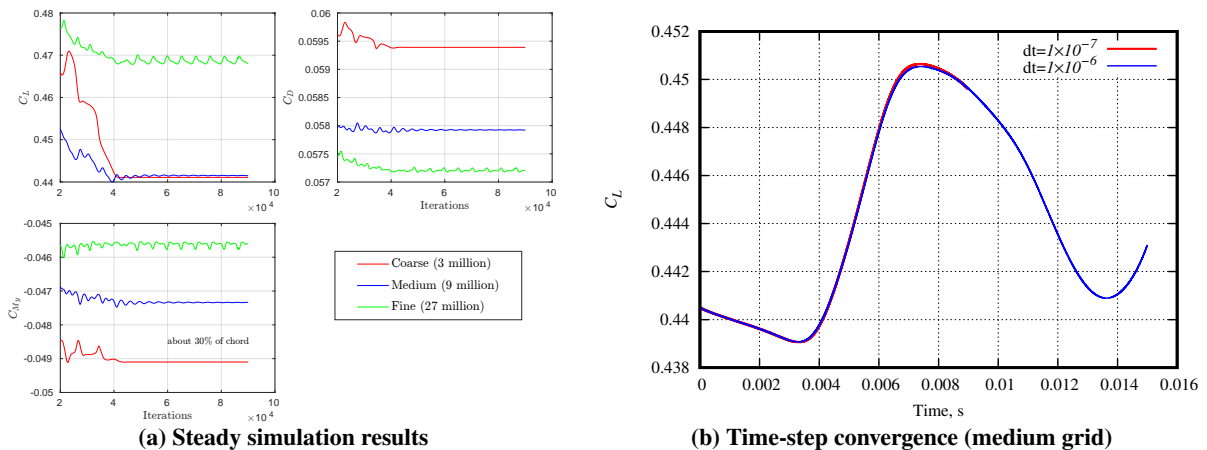 0.48
0.47
0.46
0.45
0.44
C_L
2 4 6 8 10
×10^4
0.06
0.0595
0.059
0.0585
0.058
0.0575
0.057
C_D
2 4 6 8 10
Iterations
×10^4
-0.045
-0.046
-0.047
-0.048
-0.049
-0.05
C_{My}
about 30% of chord
2 4 6 8 10
Iterations
×10^4
Coarse (3 million)
Medium (9 million)
Fine (27 million)
(a) Steady simulation results
0.452
0.45
0.448
0.446
0.444
0.442
0.44
0.438
C_L
dt=1×10^{-7}
dt=1×10^{-6}
0 0.002 0.004 0.006 0.008 0.01 0.012 0.014 0.016
Time, s
(b) Time-step convergence (medium grid)